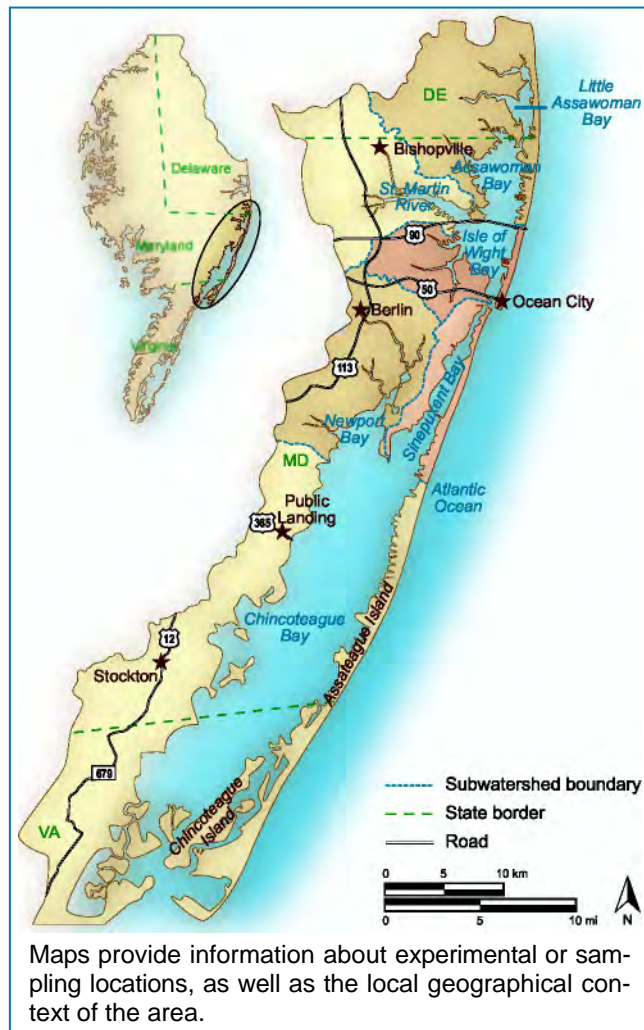 Delaware
Maryland
Virginia
DE
Little
Assawoman
Bay
Bishopville
Assawoman
Bay
St. Martin
River
90
Isle of
Wight
Bay
50
Ocean City
Berlin
113
Newport
Bay
Sinepuxent Bay
MD
Atlantic
Ocean
Public
Landing
365
Chincoteague
Bay
Assateague Island
12
Stockton
679
VA
Chincoteague
Island
Subwatershed boundary
State border
Road
0 5 10 km
0 5 10 mi
N
Maps provide information about experimental or sam-
pling locations, as well as the local geographical con-
text of the area.